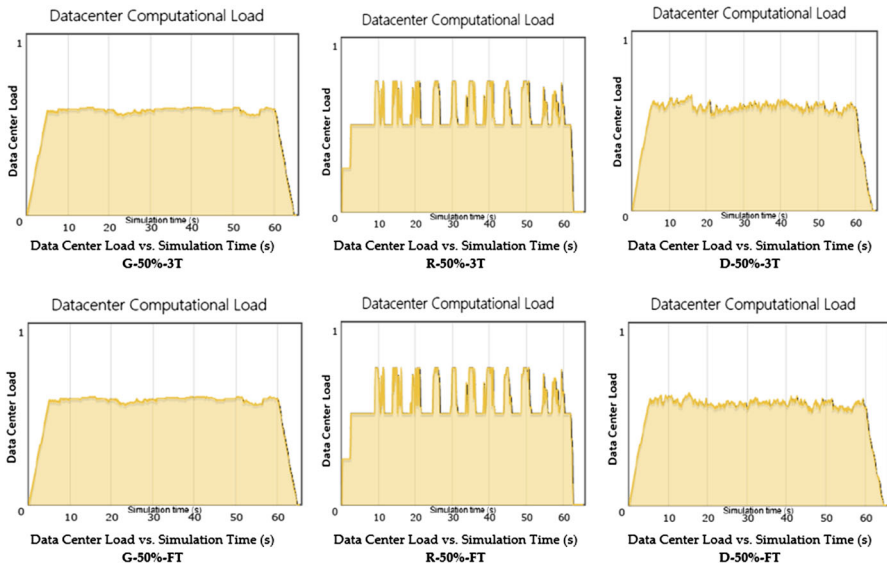 Datacenter Computational Load
Datacenter Computational Load
Datacenter Computational Load
1
Data Center Load
0
10 20 30 40 50 60
Simulation time (s)
1
Data Center Load
0
10 20 30 40 50 60
Simulation time (s)
1
Data Center Load
0
10 20 30 40 50 60
Simulation time (s)
Data Center Load vs. Simulation Time (s)
G-50%-3T
Data Center Load vs. Simulation Time (s)
R-50%-3T
Data Center Load vs. Simulation Time (s)
D-50%-3T
Datacenter Computational Load
Datacenter Computational Load
Datacenter Computational Load
1
Data Center Load
0
10 20 30 40 50 60
Simulation time (s)
1
Data Center Load
0
10 20 30 40 50 60
Simulation time (s)
1
Data Center Load
0
10 20 30 40 50 60
Simulation time (s)
Data Center Load vs. Simulation Time (s)
G-50%-FT
Data Center Load vs. Simulation Time (s)
R-50%-FT
Data Center Load vs. Simulation Time (s)
D-50%-FT